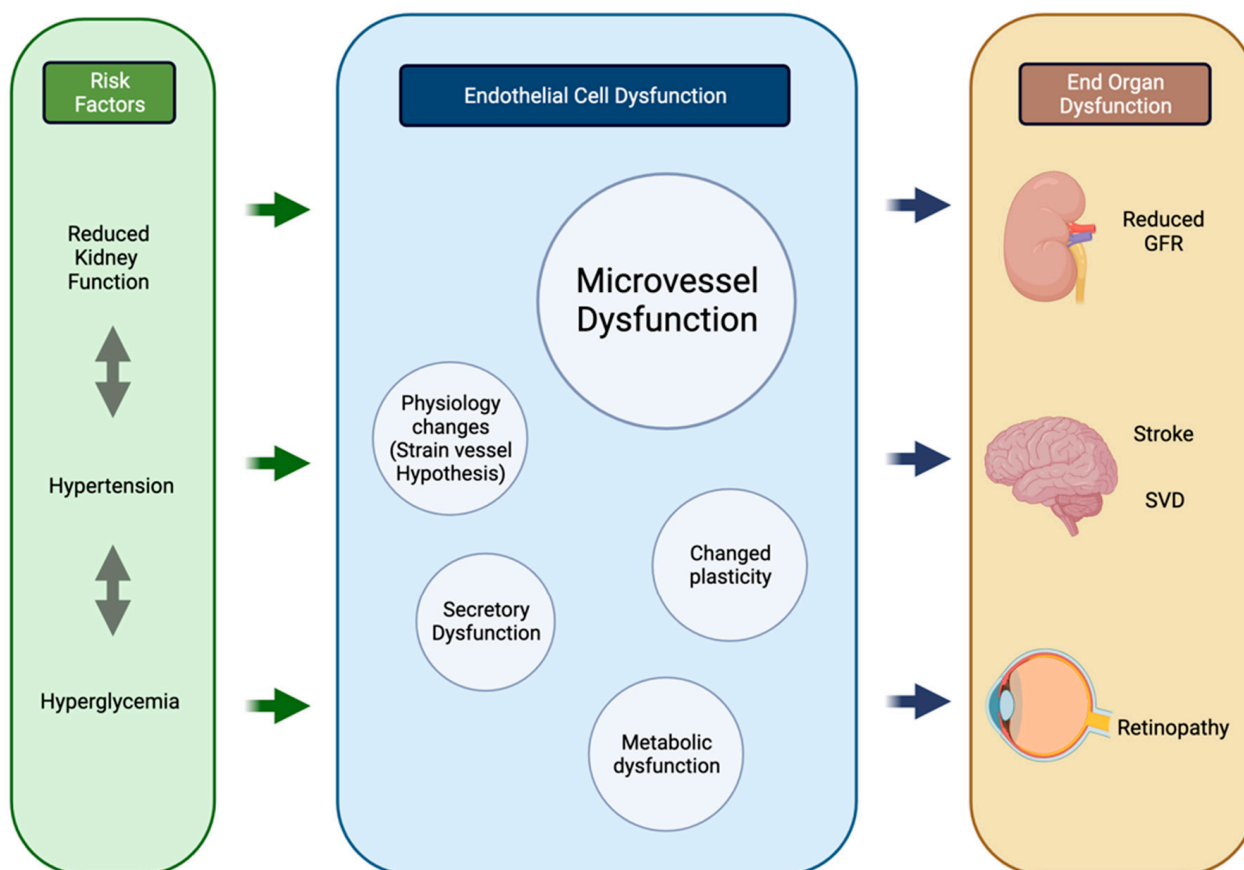 Risk
Factors
Reduced
Kidney
Function
Hypertension
Hyperglycemia
Endothelial Cell Dysfunction
Microvessel
Dysfunction
Physiology
changes
(Strain vessel
Hypothesis)
Changed
plasticity
Secretory
Dysfunction
Metabolic
dysfunction
End Organ
Dysfunction
Reduced
GFR
Stroke
SVD
Retinopathy